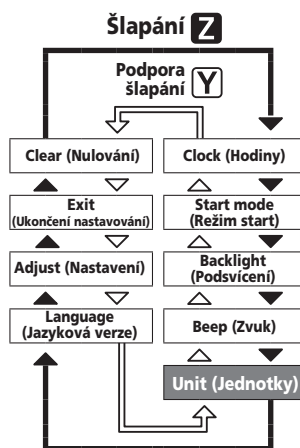 Šlapání Z
Podpora
šlapání Y
Clear (Nulování)
Clock (Hodiny)
Exit
(Ukončení nastavování)
Start mode
(Režim start)
Adjust (Nastavení)
Backlight
(Podsvícení)
Language
(Jazyková verze)
Beep (Zvuk)
Unit (Jednotky)